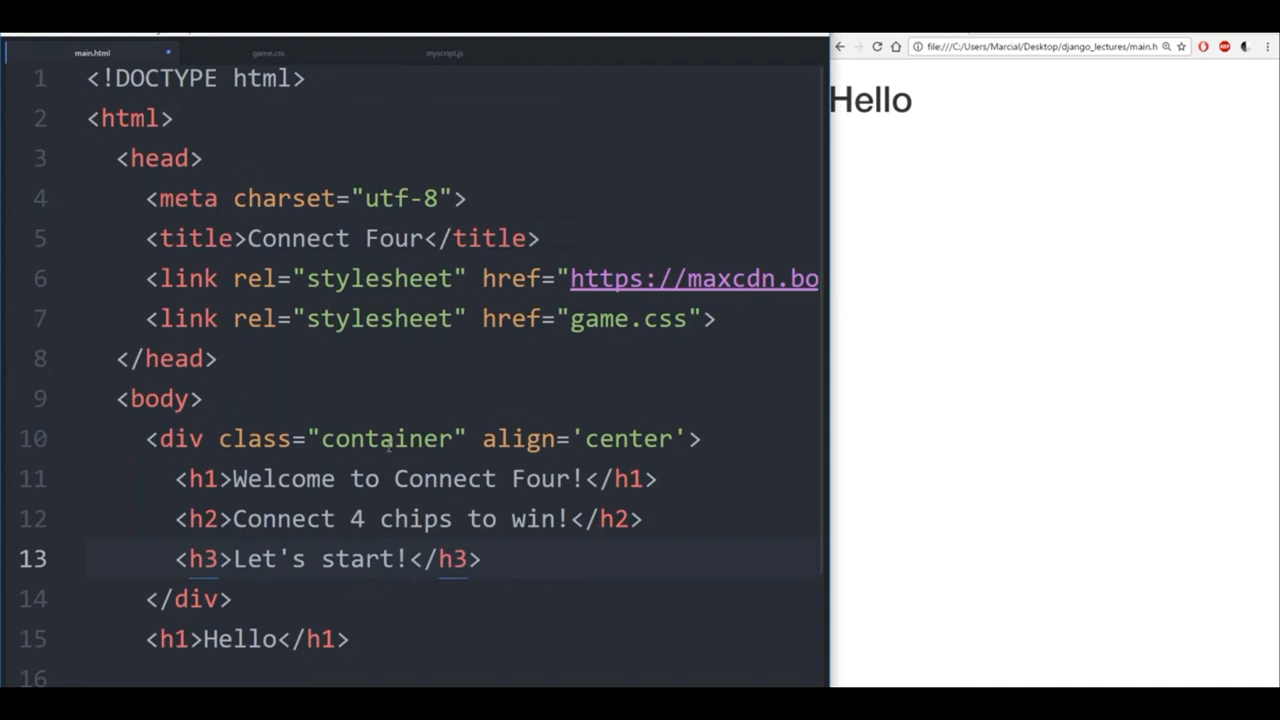 main.html
game.css
myscript.js
file:///C:/Users/Marcial/Desktop/django_lectures/main.h
1 <!DOCTYPE html>
2 <html>
3 <head>
4 <meta charset="utf-8">
5 <title>Connect Four</title>
6 <link rel="stylesheet" href="https://maxcdn.bo
7 <link rel="stylesheet" href="game.css">
8 </head>
9 <body>
10 <div class="container" align='center'>
11 <h1>Welcome to Connect Four!</h1>
12 <h2>Connect 4 chips to win!</h2>
13 <h3>Let's start!</h3>
14 </div>
15 <h1>Hello</h1>
16
Hello